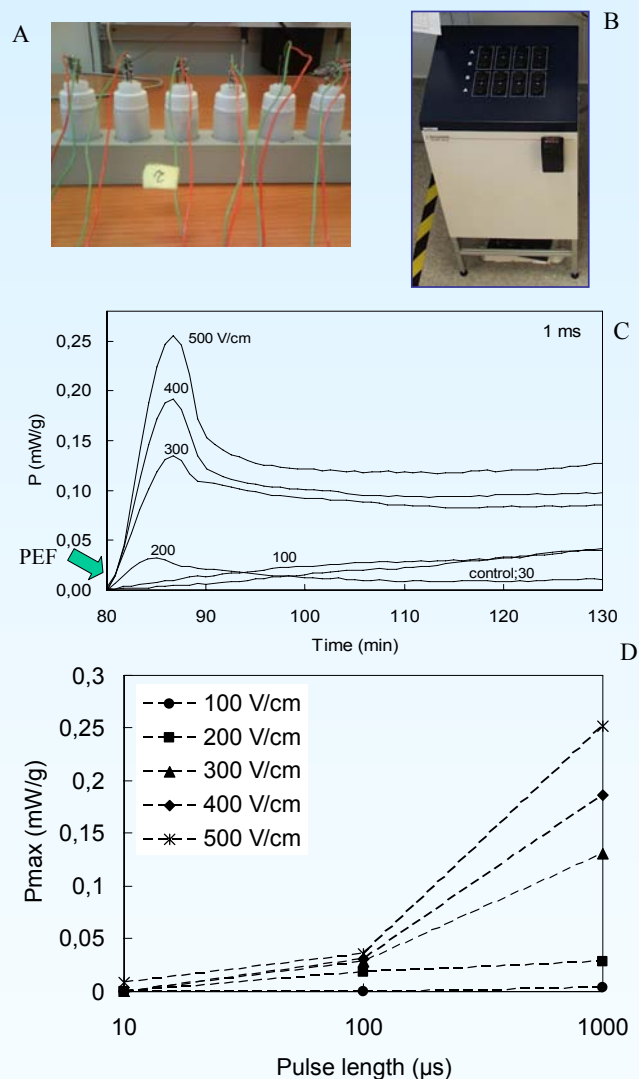 A
B
2
C
0,25
0,20
0,15
0,10
0,05
0,00
P (mW/g)
500 V/cm
400
300
200
100
control;30
1 ms
PEF
80
90
100
110
120
130
Time (min)
D
0,3
0,25
0,2
0,15
0,1
0,05
0
Pmax (mW/g)
100 V/cm
200 V/cm
300 V/cm
400 V/cm
500 V/cm
10
100
1000
Pulse length (µs)